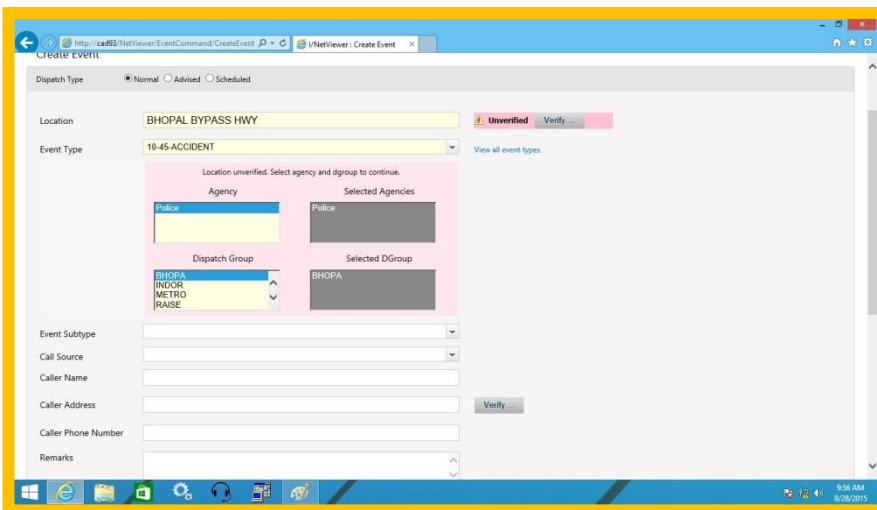 http://cad93/NetViewer/EventCommand/CreateEvent
I/NetViewer : Create Event
Create Event
Dispatch Type Normal Advised Scheduled
Location BHOPAL BYPASS HWY Unverified Verify ...
Event Type 10-45-ACCIDENT View all event types
Location unverified. Select agency and dgroup to continue.
Agency Selected Agencies
Police Police
Dispatch Group Selected DGroup
BHOPA BHOPA
INDOR
METRO
RAISE
Event Subtype
Call Source
Caller Name
Caller Address Verify ...
Caller Phone Number
Remarks
9:56 AM
8/28/2015